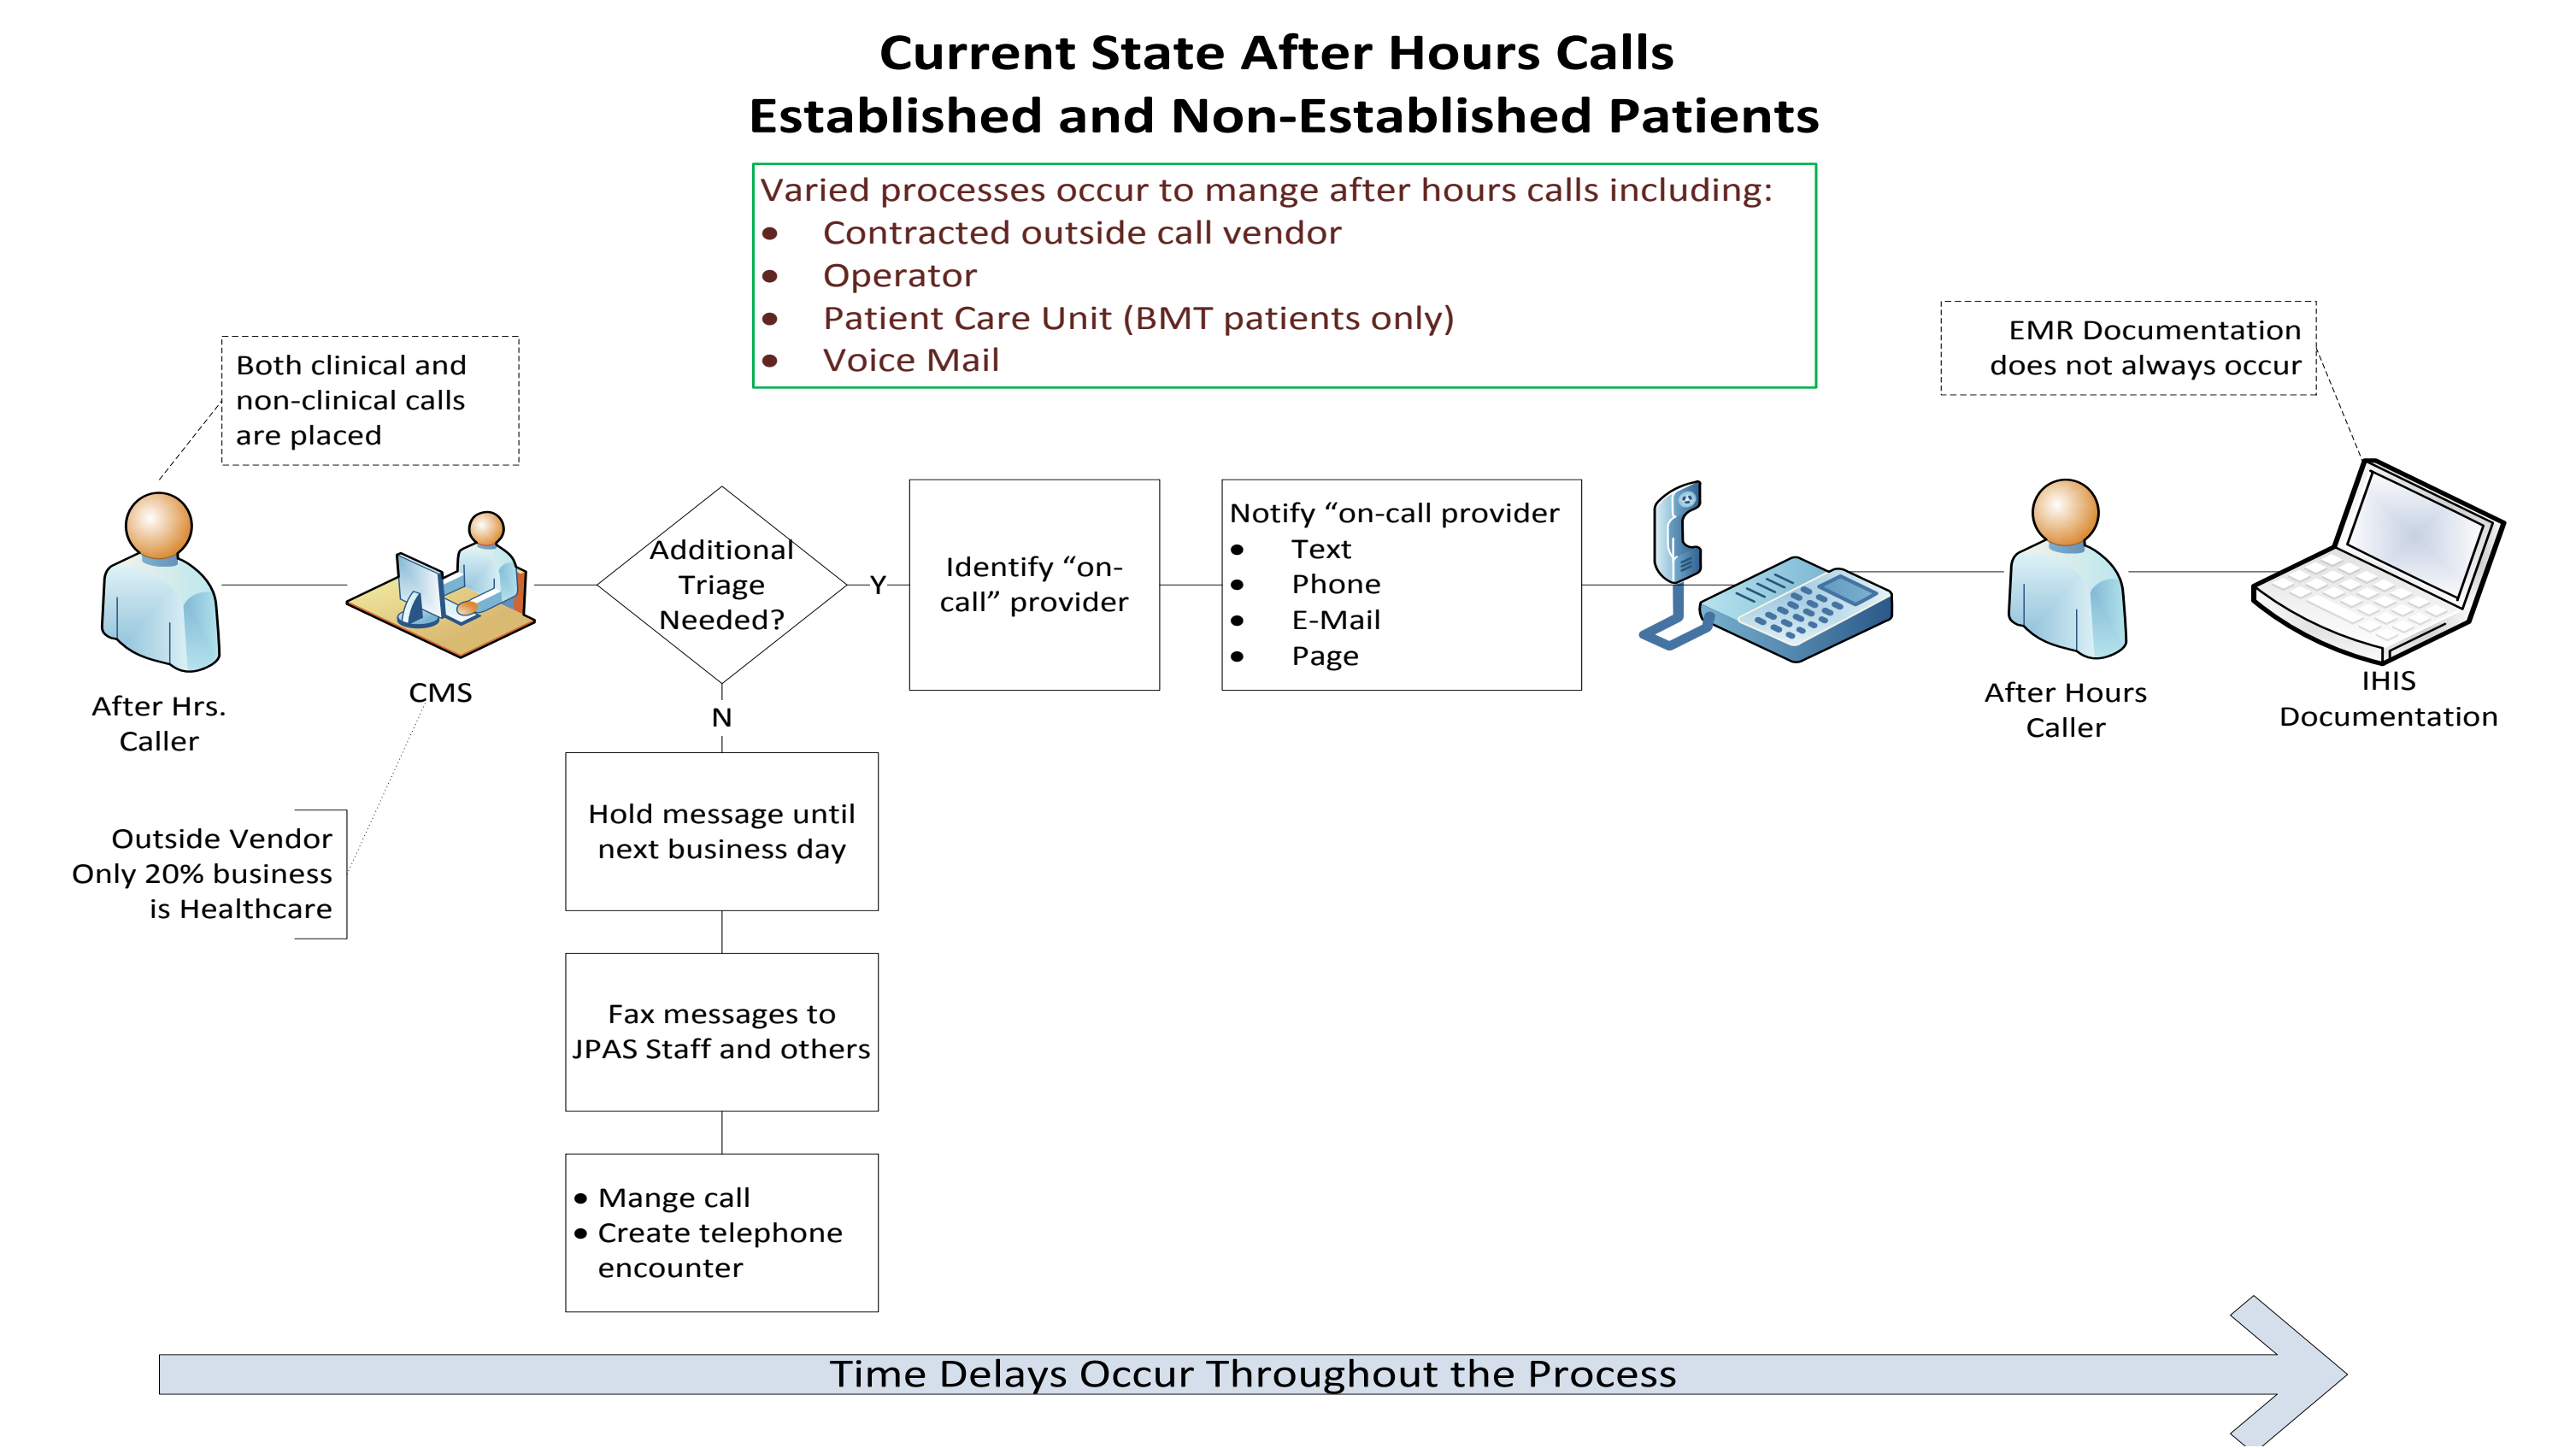 Current State After Hours Calls
Established and Non-Established Patients
Varied processes occur to mange after hours calls including:
• Contracted outside call vendor
• Operator
• Patient Care Unit (BMT patients only)
• Voice Mail
Both clinical and
non-clinical calls
are placed
EMR Documentation
does not always occur
After Hrs.
Caller
CMS
Outside Vendor
Only 20% business
is Healthcare
Additional
Triage
Needed?
Y
Identify “on-
call” provider
Notify “on-call provider
• Text
• Phone
• E-Mail
• Page
After Hours
Caller
IHIS
Documentation
N
Hold message until
next business day
Fax messages to
JPAS Staff and others
• Mange call
• Create telephone
encounter
Time Delays Occur Throughout the Process